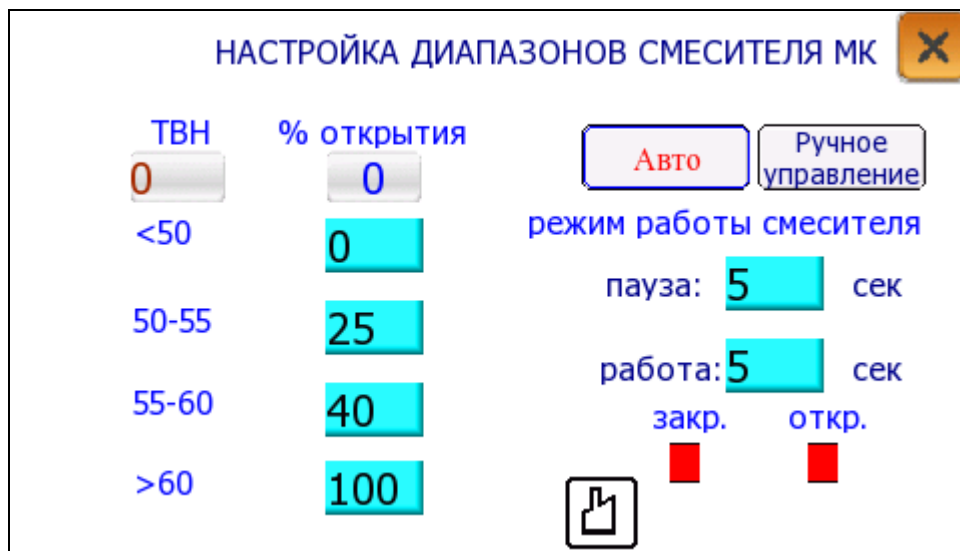 НАСТРОЙКА ДИАПАЗОНОВ СМЕСИТЕЛЯ МК
ТВН % открытия
0 0
<50 0
50-55 25
55-60 40
>60 100
Авто
Ручное
управление
режим работы смесителя
пауза: 5 сек
работа: 5 сек
закр. откр.